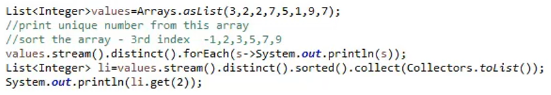 List<Integer>values=Arrays.asList(3,2,2,7,5,1,9,7);
//print unique number from this array
//sort the array - 3rd index  -1,2,3,5,7,9
values.stream().distinct().forEach(s->System.out.println(s));
List<Integer> li=values.stream().distinct().sorted().collect(Collectors.toList());
System.out.println(li.get(2));